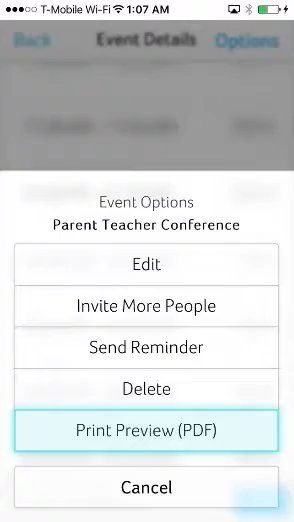 T-Mobile Wi-Fi 1:07 AM
Back Event Details Options
Event Options
Parent Teacher Conference
Edit
Invite More People
Send Reminder
Delete
Print Preview (PDF)
Cancel